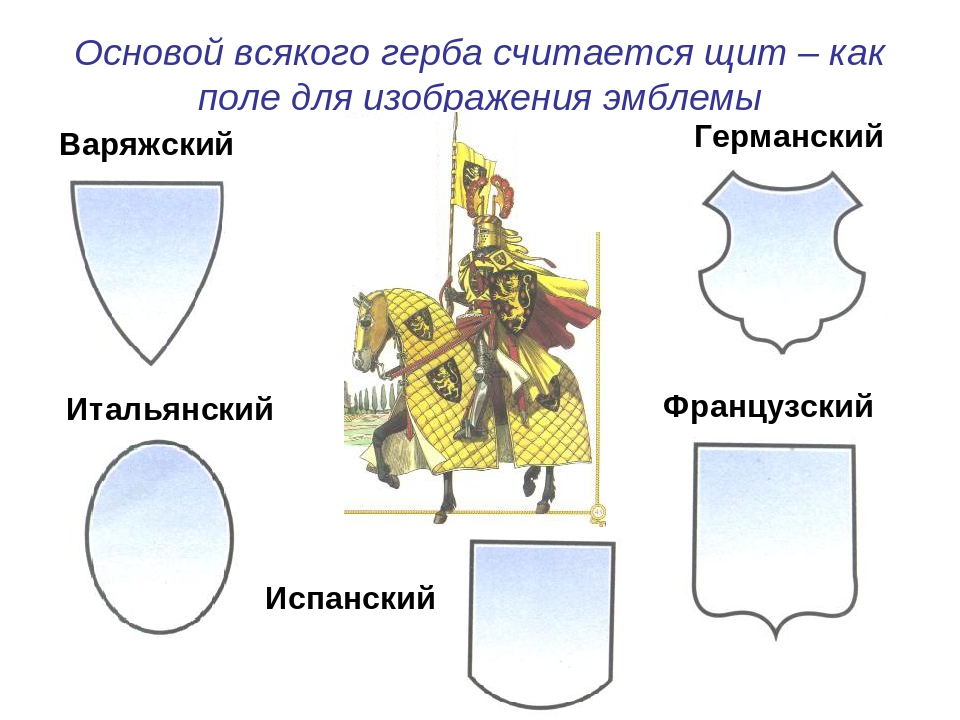 Основой всякого герба считается щит – как
поле для изображения эмблемы
Варяжский
Германский
Итальянский
Французский
Испанский